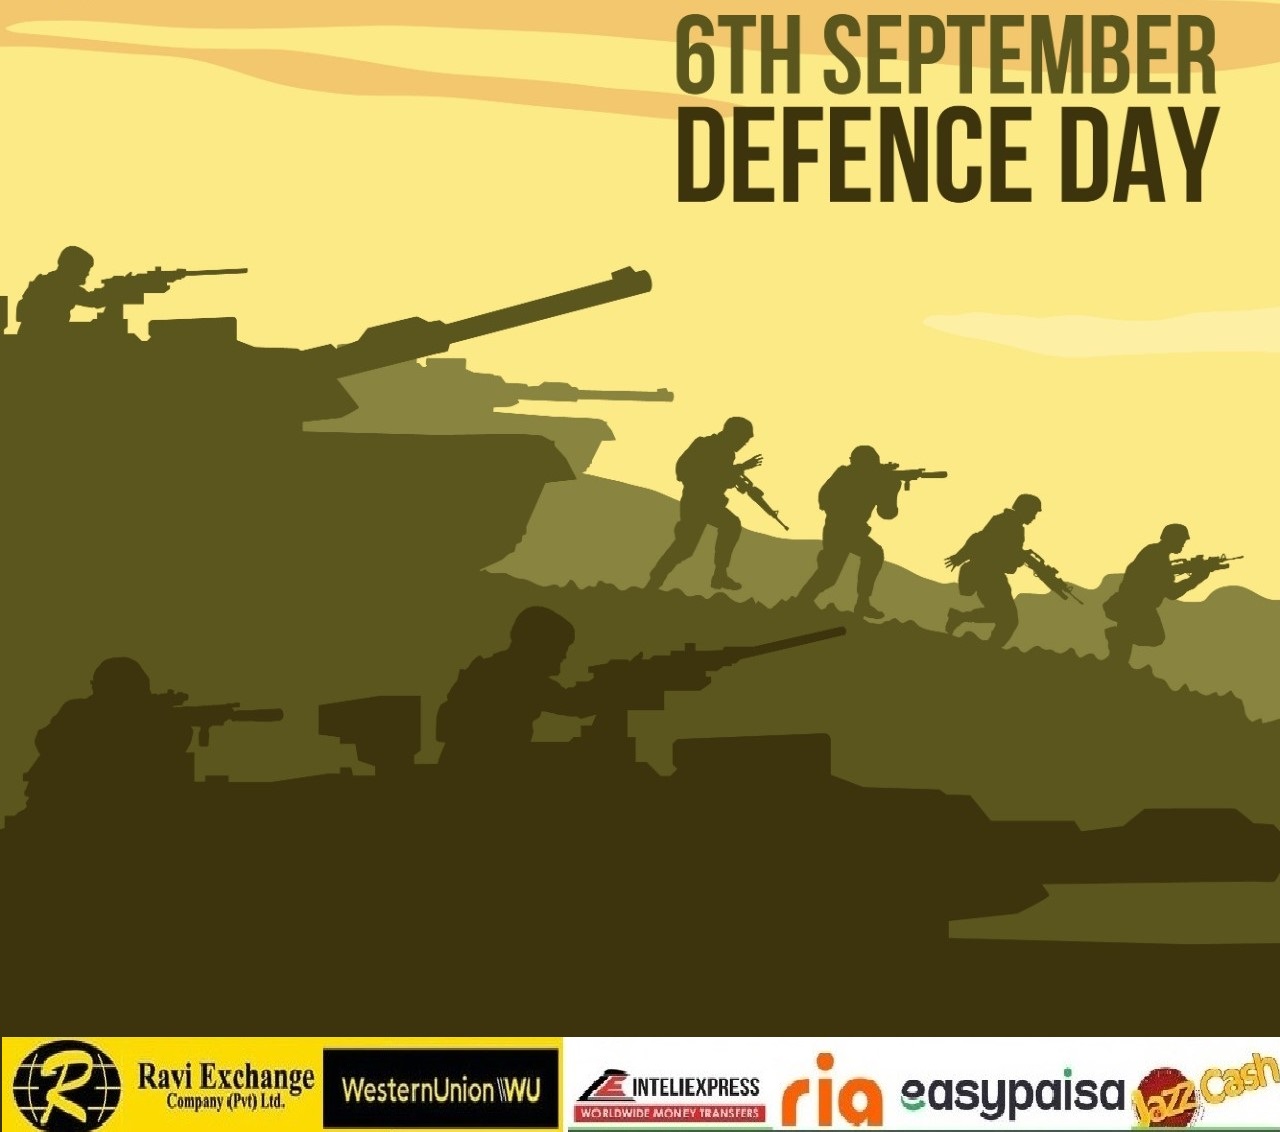 6TH SEPTEMBER
DEFENCE DAY
R
Ravi Exchange
Company (Pvt) Ltd.
WesternUnion WU
INTELIEXPRESS
WORLDWIDE MONEY TRANSFERS
ria
easypaisa
Jazz Cash